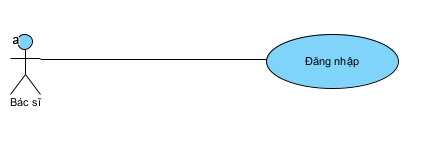 a
Đăng nhập
Bác sĩ